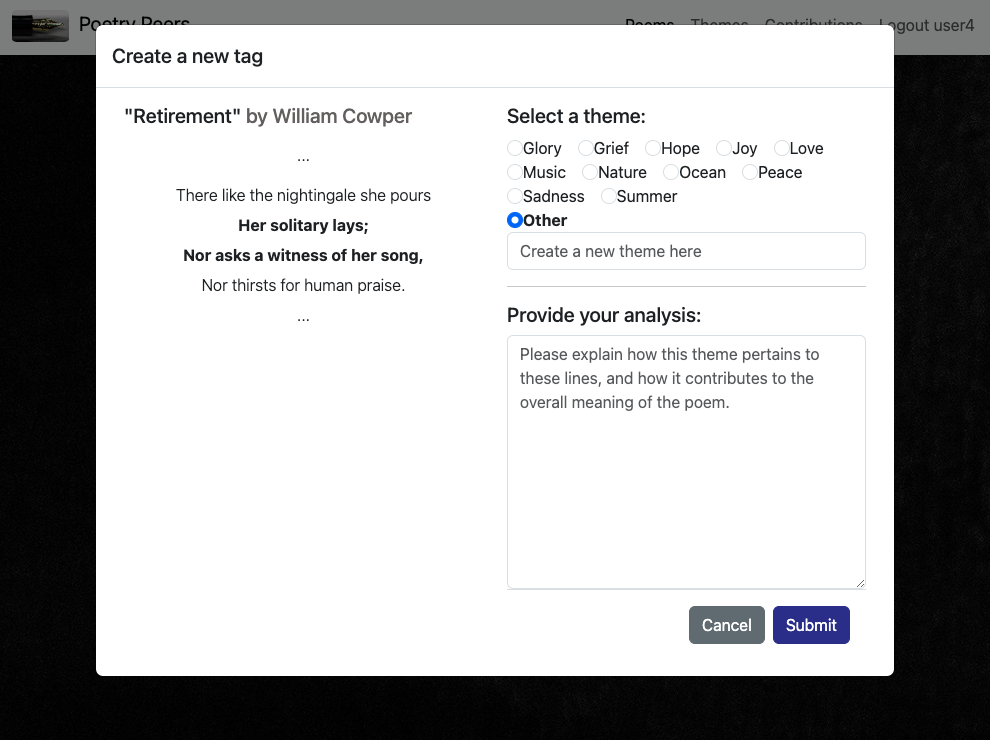 Poetry Peers
Poems Themes Contributions Logout user4
Create a new tag
"Retirement" by William Cowper
...
There like the nightingale she pours
Her solitary lays;
Nor asks a witness of her song,
Nor thirsts for human praise.
...
Select a theme:
Glory Grief Hope Joy Love
Music Nature Ocean Peace
Sadness Summer
Other
Create a new theme here
Provide your analysis:
Please explain how this theme pertains to
these lines, and how it contributes to the
overall meaning of the poem.
Cancel Submit